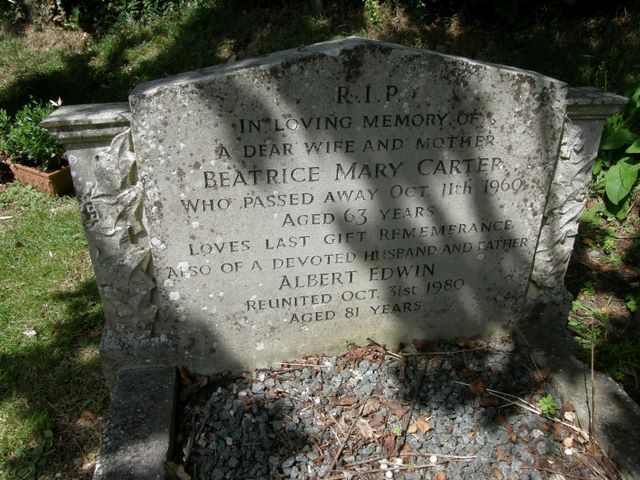 R.I.P.
IN LOVING MEMORY OF
A DEAR WIFE AND MOTHER
BEATRICE MARY CARTER
WHO PASSED AWAY OCT. 11TH 1960
AGED 63 YEARS
LOVES LAST GIFT REMEMBRANCE
ALSO OF A DEVOTED HUSBAND AND FATHER
ALBERT EDWIN
REUNITED OCT. 31ST 1980
AGED 81 YEARS